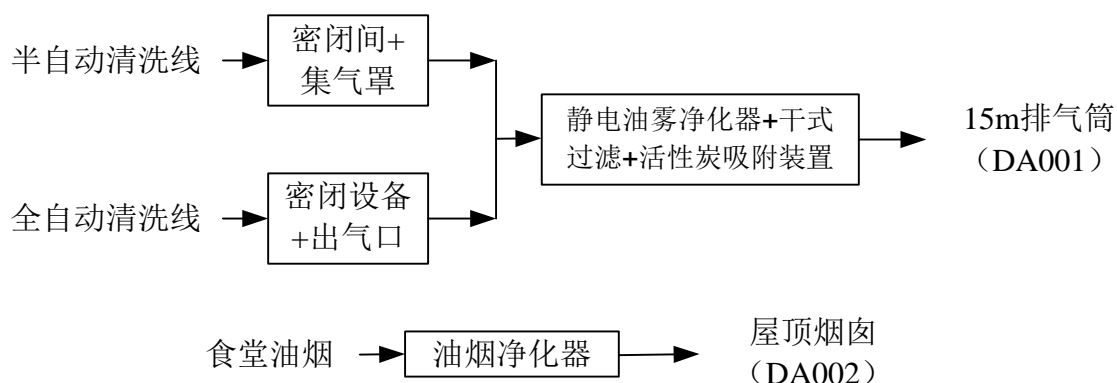 半自动清洗线
密闭间+
集气罩
全自动清洗线
密闭设备
+出气口
静电油雾净化器+干式
过滤+活性炭吸附装置
15m排气筒
（DA001）
食堂油烟
油烟净化器
屋顶烟囱
（DA002）